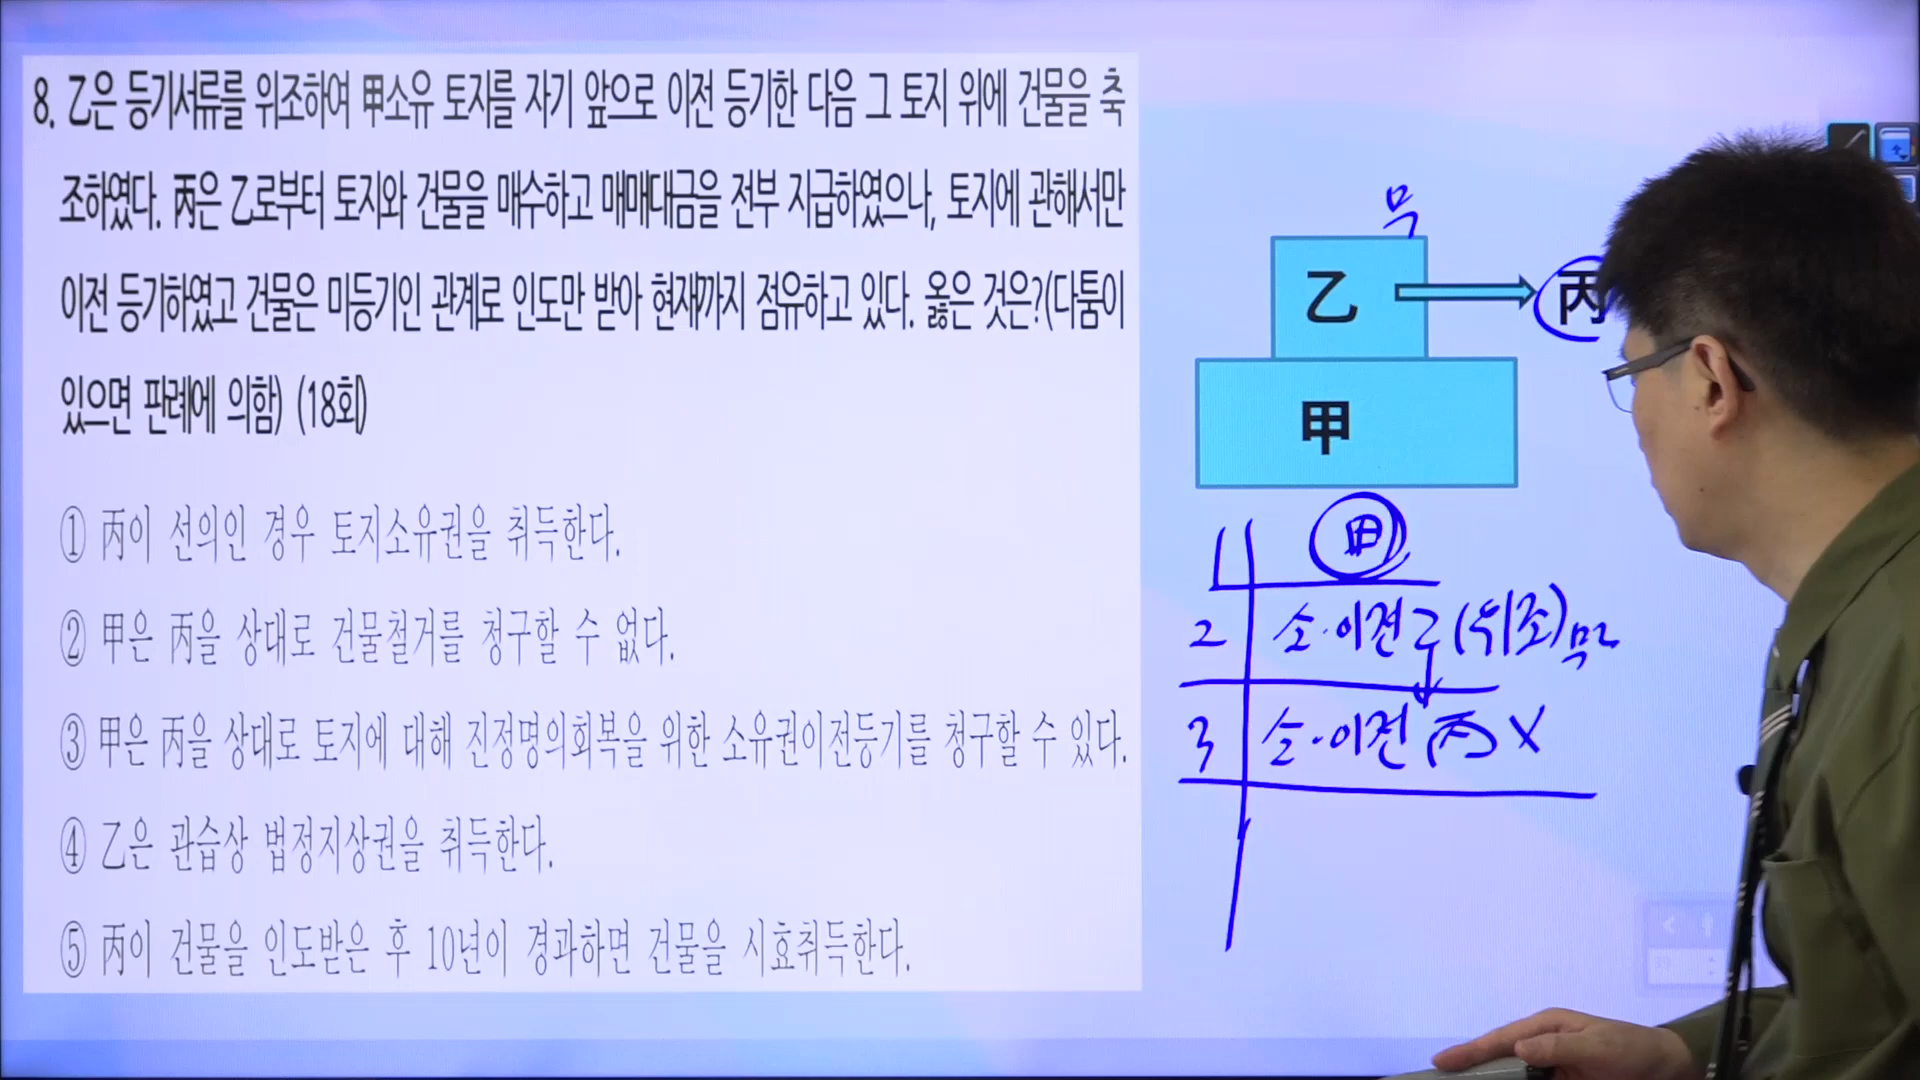 8. 乙은 등기서류를 위조하여 甲소유 토지를 자기 앞으로 이전 등기한 다음 그 토지 위에 건물을 축
조하였다. 丙은 乙로부터 토지와 건물을 매수하고 매매대금을 전부 지급하였으나, 토지에 관해서만
이전 등기하였고 건물은 미등기인 관계로 인도만 받아 현재까지 점유하고 있다. 옳은 것은?(다툼이
있으면 판례에 의함) (18회)
① 丙이 선의인 경우 토지소유권을 취득한다.
② 甲은 丙을 상대로 건물철거를 청구할 수 없다.
③ 甲은 丙을 상대로 토지에 대해 진정명의회복을 위한 소유권이전등기를 청구할 수 있다.
④ 乙은 관습상 법정지상권을 취득한다.
⑤ 丙이 건물을 인도받은 후 10년이 경과하면 건물을 시효취득한다.
무
乙
丙
甲
1 甲
2 소·이전 乙 (위조) 무
3 소·이전 丙 X